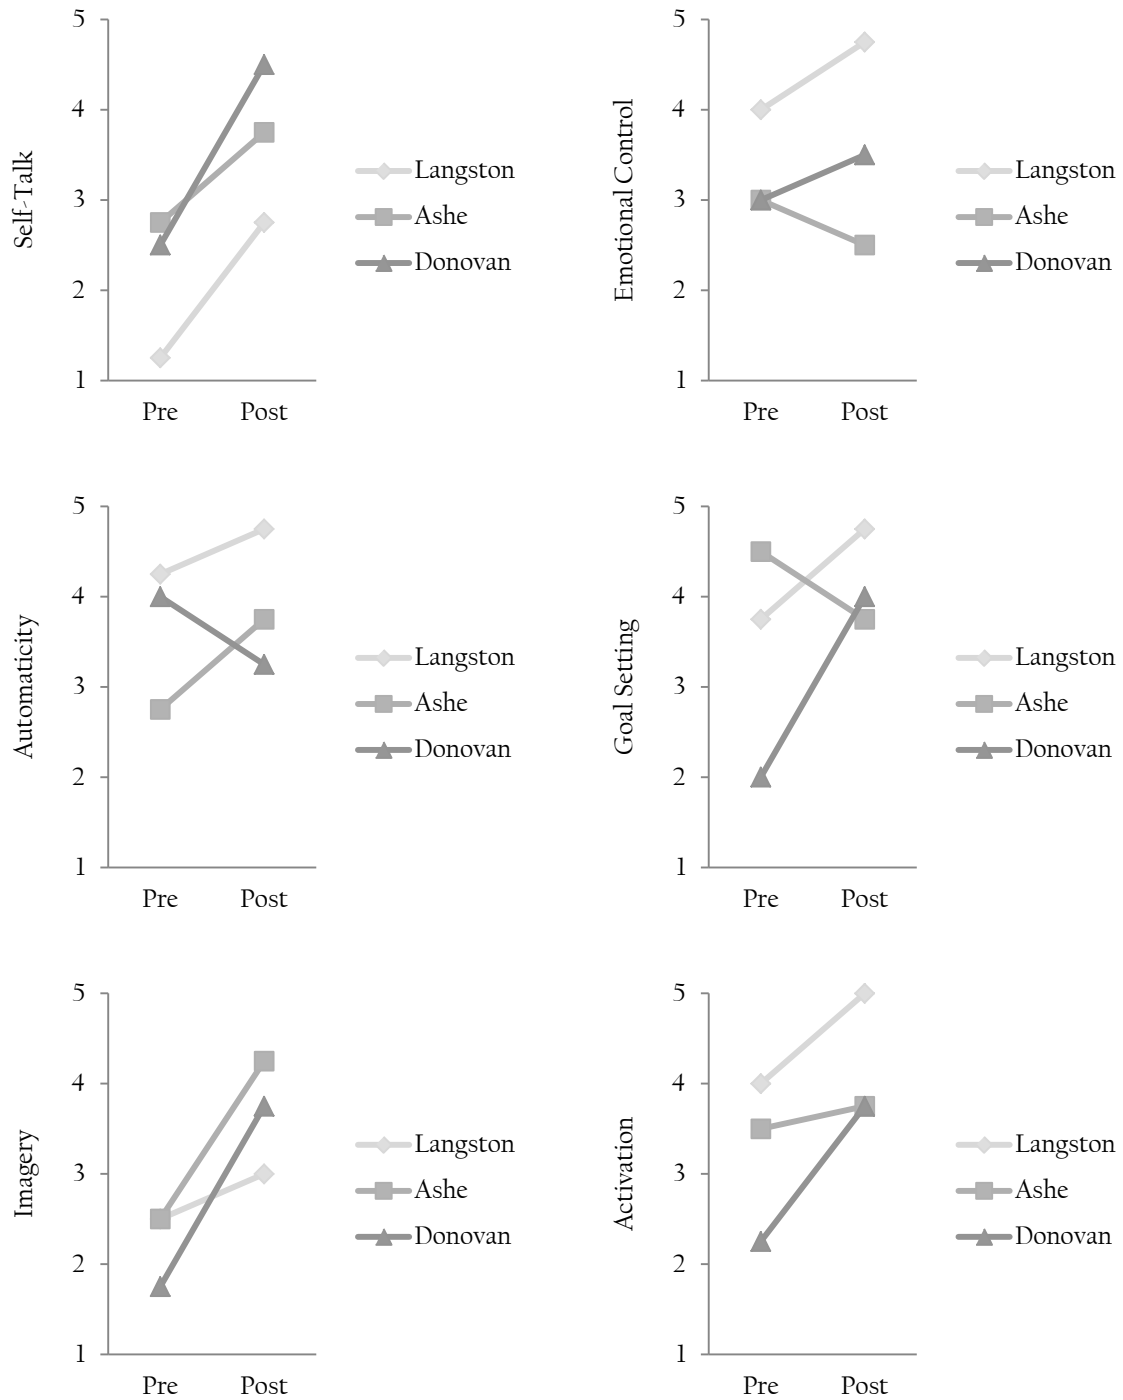 5
4
3
2
1
Self-Talk
Pre Post
Langston
Ashe
Donovan
5
4
3
2
1
Emotional Control
Pre Post
Langston
Ashe
Donovan
5
4
3
2
1
Automaticity
Pre Post
Langston
Ashe
Donovan
5
4
3
2
1
Goal Setting
Pre Post
Langston
Ashe
Donovan
5
4
3
2
1
Imagery
Pre Post
Langston
Ashe
Donovan
5
4
3
2
1
Activation
Pre Post
Langston
Ashe
Donovan